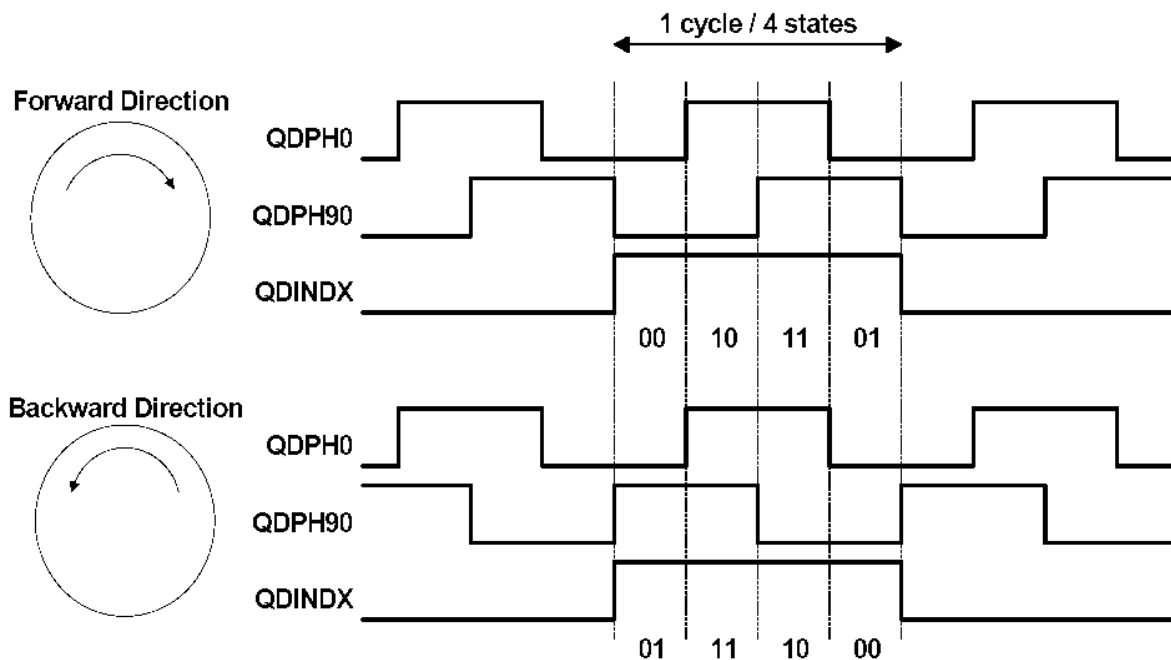 1 cycle / 4 states
Forward Direction
QDPH0
QDPH90
QDINDX
00 10 11 01
Backward Direction
QDPH0
QDPH90
QDINDX
01 11 10 00